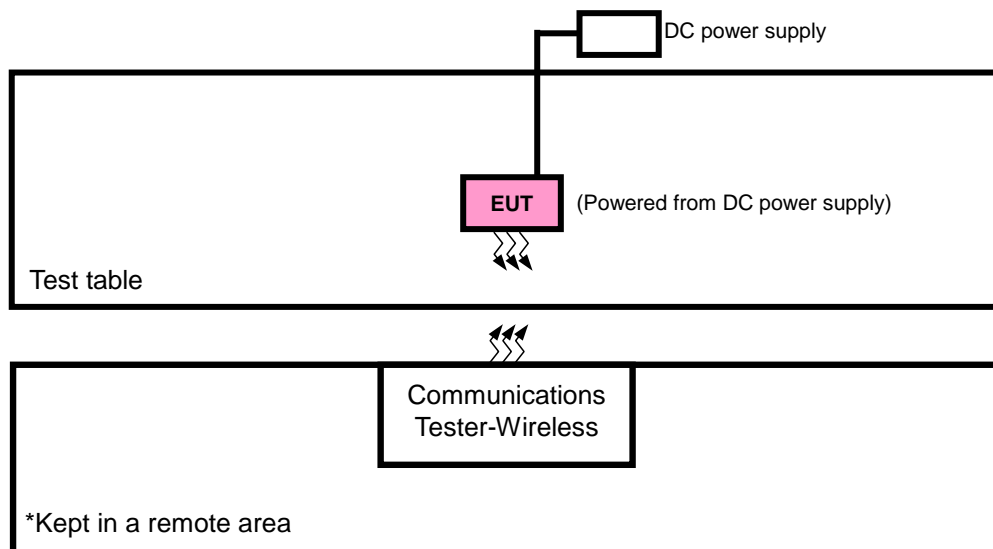 DC power supply
EUT
(Powered from DC power supply)
Test table
Communications
Tester-Wireless
*Kept in a remote area